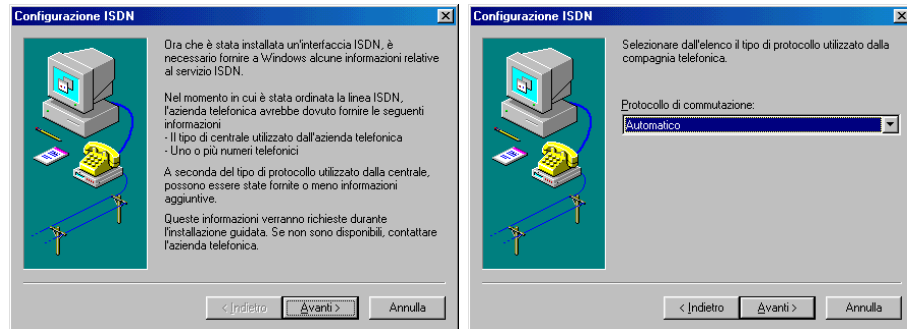 Configurazione ISDN
Ora che è stata installata un'interfaccia ISDN, è
necessario fornire a Windows alcune informazioni relative
al servizio ISDN.
Nel momento in cui è stata ordinata la linea ISDN,
l'azienda telefonica avrebbe dovuto fornire le seguenti
informazioni
- Il tipo di centrale utilizzato dall'azienda telefonica
- Uno o più numeri telefonici
A seconda del tipo di protocollo utilizzato dalla centrale,
possono essere state fornite o meno informazioni
aggiuntive.
Queste informazioni verranno richieste durante
l'installazione guidata. Se non sono disponibili, contattare
l'azienda telefonica.
< Indietro
Avanti >
Annulla
Configurazione ISDN
Selezionare dall'elenco il tipo di protocollo utilizzato dalla
compagnia telefonica.
Protocollo di commutazione:
Automatico
< Indietro
Avanti >
Annulla